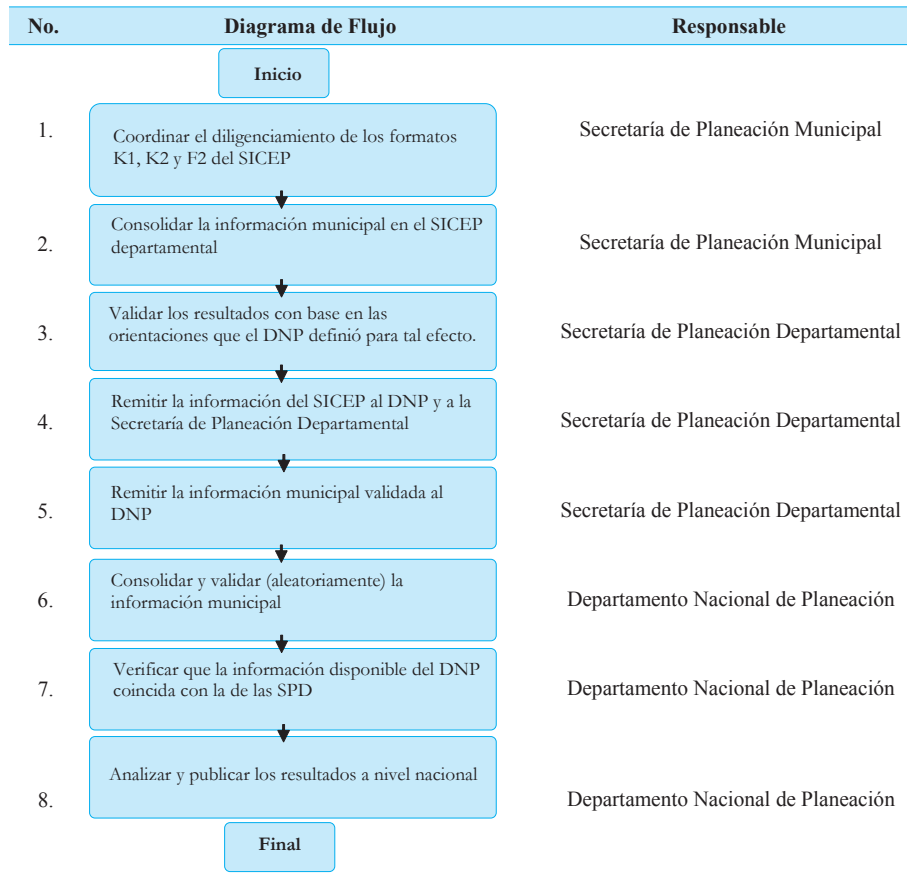 No. Diagrama de Flujo Responsable
Inicio
1. Coordinar el diligenciamiento de los formatos
K1, K2 y F2 del SICEP
Secretaría de Planeación Municipal
2. Consolidar la información municipal en el SICEP
departamental
Secretaría de Planeación Municipal
3. Validar los resultados con base en las
orientaciones que el DNP definió para tal efecto.
Secretaría de Planeación Departamental
4. Remitir la información del SICEP al DNP y a la
Secretaría de Planeación Departamental
Secretaría de Planeación Departamental
5. Remitir la información municipal validada al
DNP
Secretaría de Planeación Departamental
6. Consolidar y validar (aleatoriamente) la
información municipal
Departamento Nacional de Planeación
7. Verificar que la información disponible del DNP
coincida con la de las SPD
Departamento Nacional de Planeación
8. Analizar y publicar los resultados a nivel nacional
Departamento Nacional de Planeación
Final